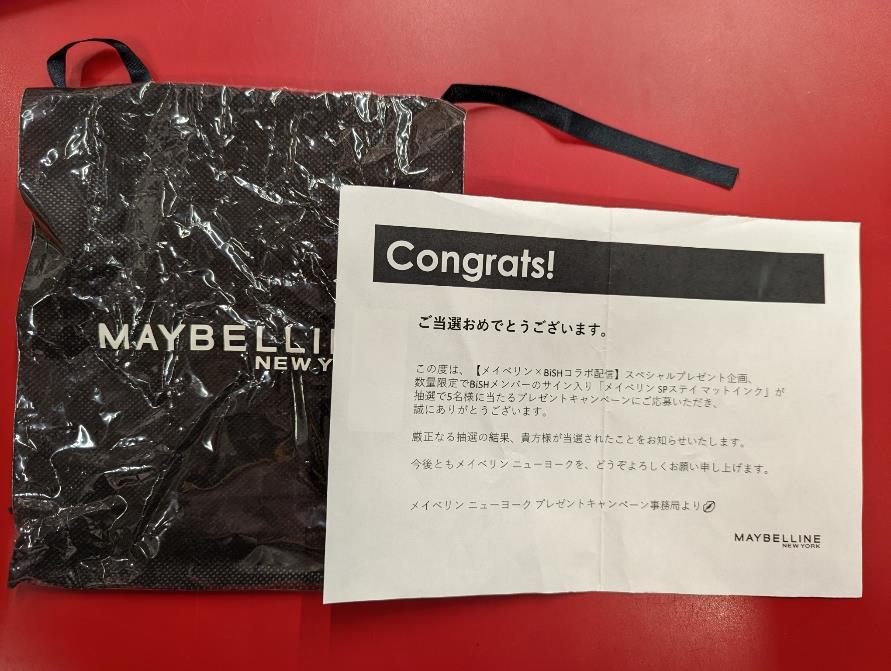 MAYBELLINE
NEW Y
Congrats!
ご当選おめでとうございます。
この度は、【メイベリン×BiSHコラボ配信】スペシャルプレゼント企画、
数量限定でBiSHメンバーのサイン入り「メイベリン SPステイ マットインク」が
抽選で5名様に当たるプレゼントキャンペーンにご応募いただき、
誠にありがとうございます。
厳正なる抽選の結果、貴方様が当選されたことをお知らせいたします。
今後ともメイベリン ニューヨークを、どうぞよろしくお願い申し上げます。
メイベリン ニューヨーク プレゼントキャンペーン事務局より
MAYBELLINE
NEW YORK